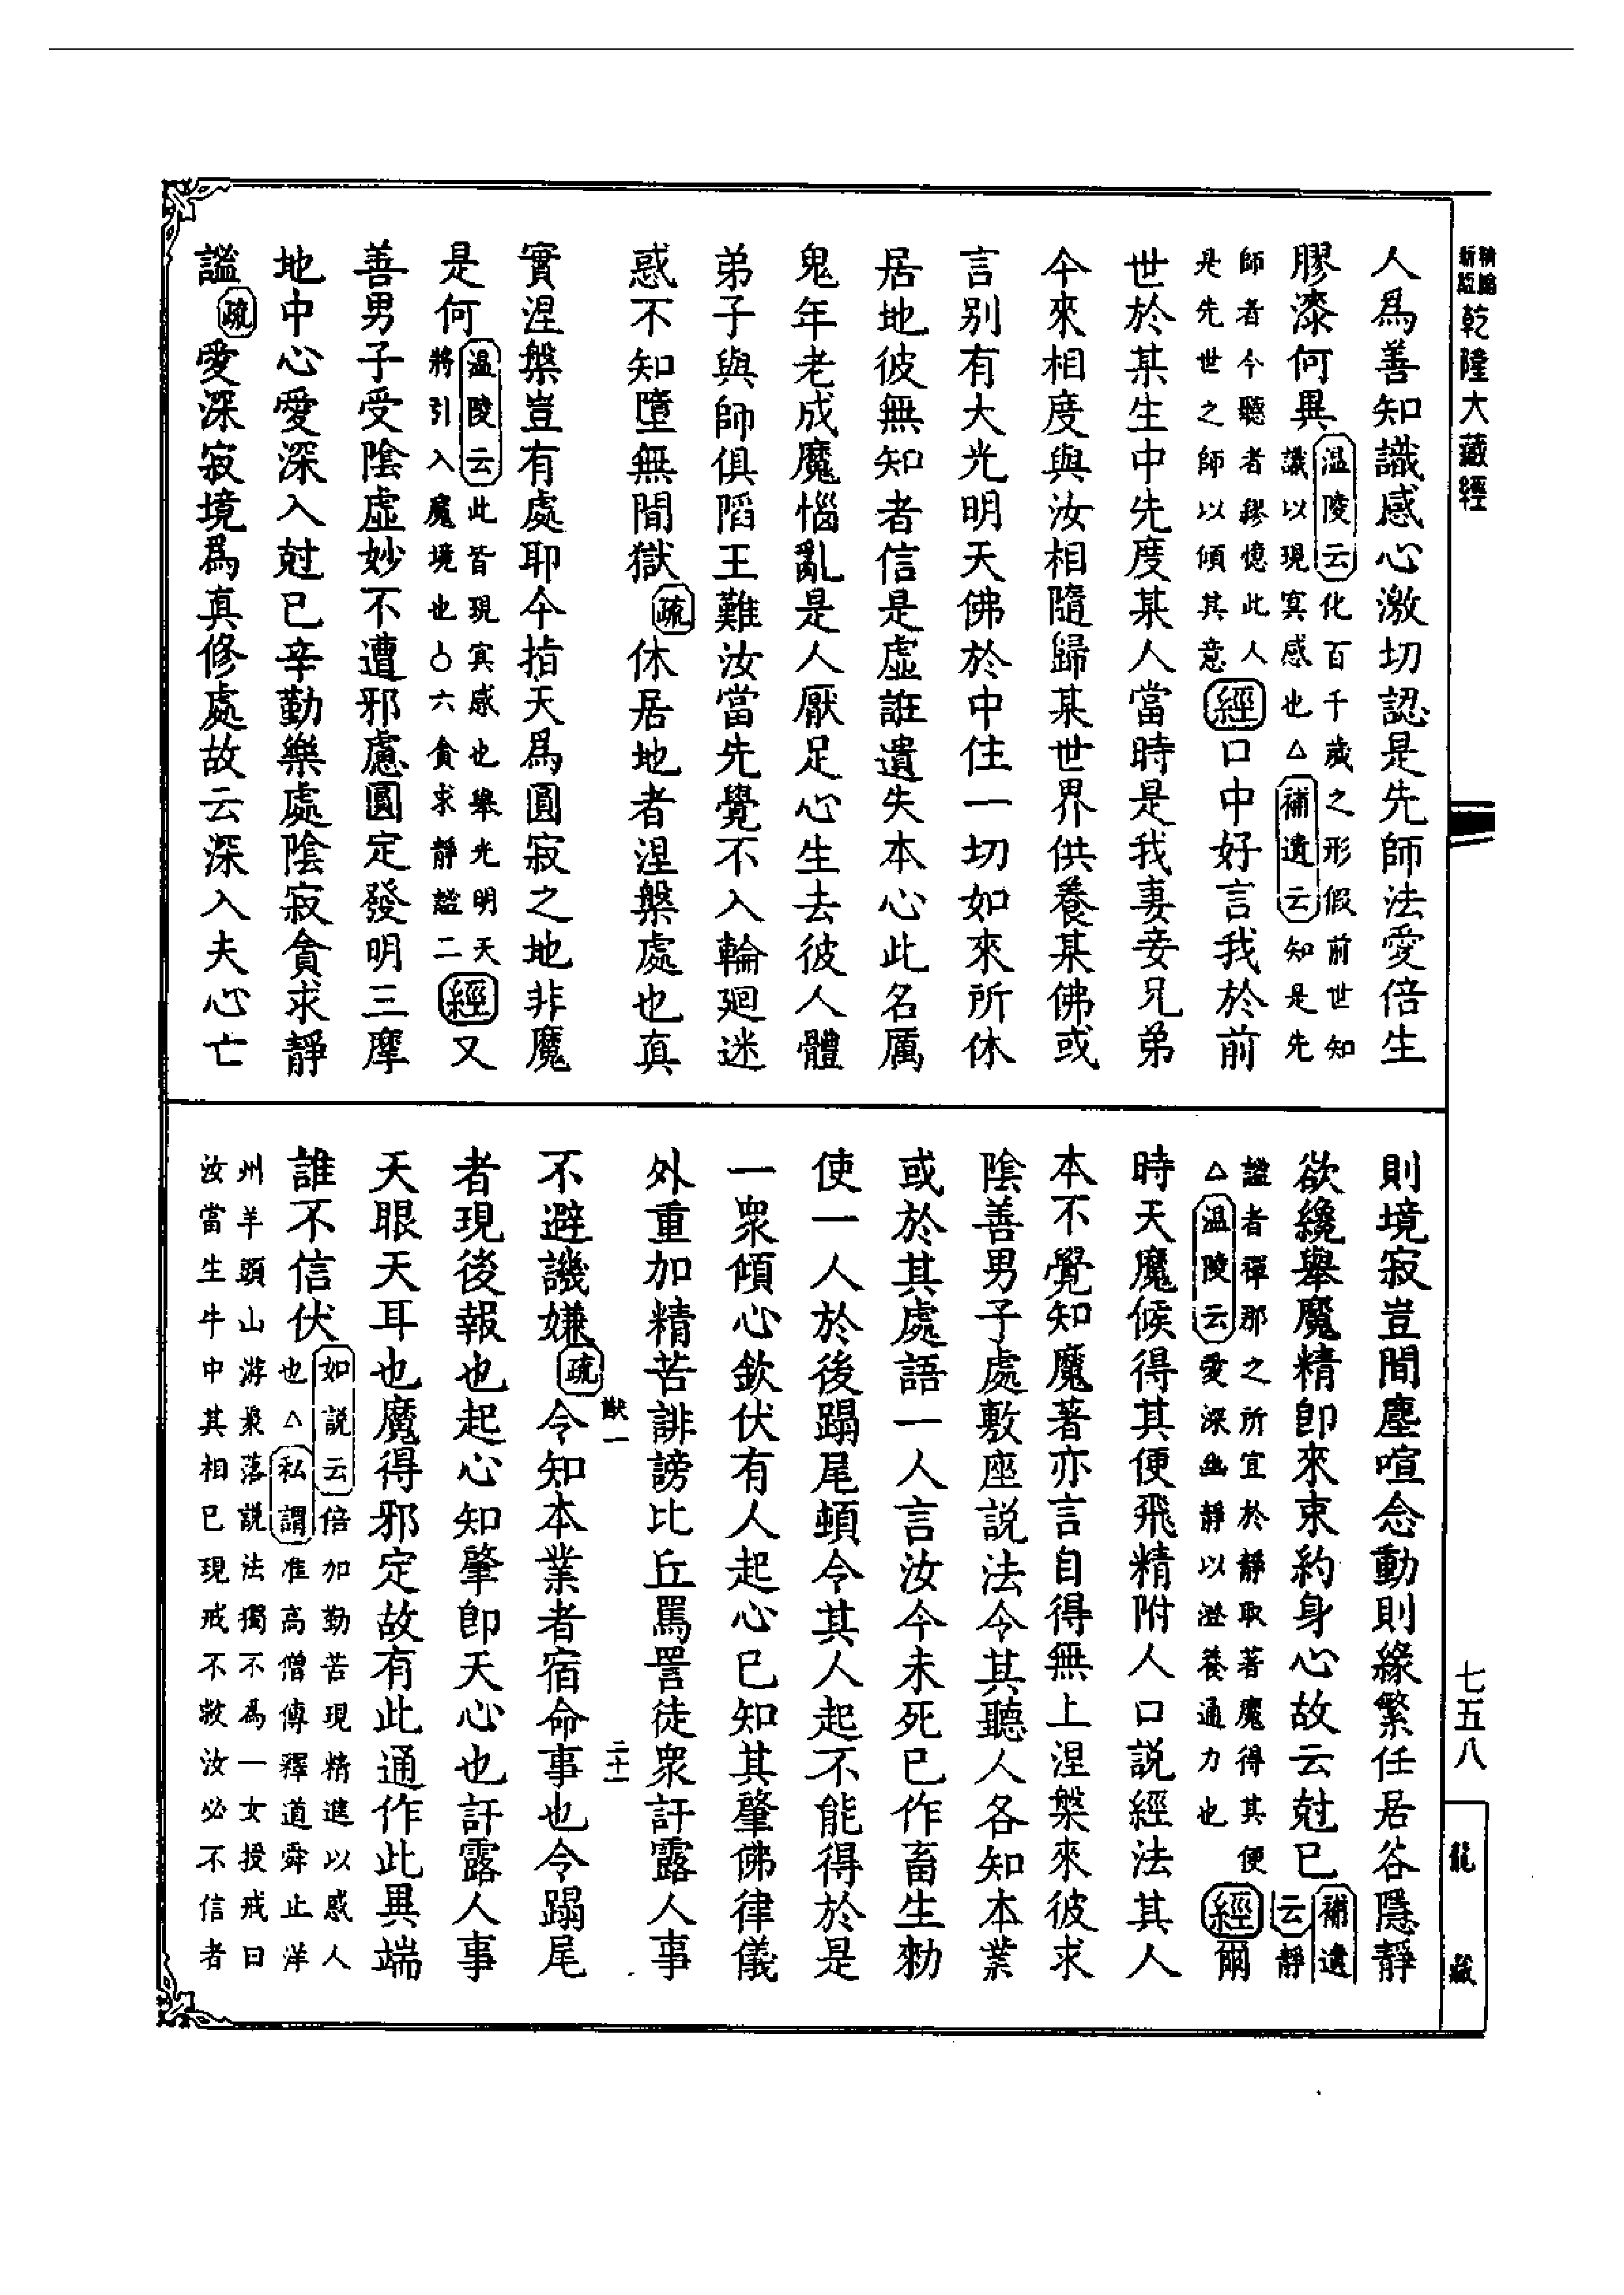 精縮新版乾隆大藏經
人爲善知識感心激切認是先師法愛倍生
膠漆何異温陵云化百千歲之形假前世知
識以現冥感也△補遺云知是先
師者今聽者繆憶此人
是先世之師以傾其意經口中好言我於前
世於某生中先度某人當時是我妻妾兄弟
今來相度與汝相隨歸某世界供養某佛或
言別有大光明天佛於中住一切如來所休
居地彼無知者信是虛誑遺失本心此名厲
鬼年老成魔惱亂是人厭足心生去彼人體
弟子與師俱䧟王難汝當先覺不入輪廻迷
惑不知墮無間獄疏休居地者涅槃處也真
實涅槃豈有處耶今指天爲圓寂之地非魔
是何温陵云此皆現冥感也舉光明天
將引入魔境也○六貪求靜謐二經又
善男子受陰虛妙不遭邪慮圓定發明三摩
地中心愛深入尅已辛勤樂處陰寂貪求靜
謐疏愛深寂境爲真修處故云深入夫心亡
則境寂豈間塵喧念動則緣繁任居谷隱靜
欲纔舉魔精即來束約身心故云尅已補遺
云靜
謐者禪那之所宜於靜取著魔得其便
△温陵云愛深幽靜以澄養通力也經爾
時天魔候得其便飛精附人口説經法其人
本不覺知魔著亦言自得無上涅槃來彼求
陰善男子處敷座説法令其聽人各知本業
或於其處語一人言汝今未死已作畜生勑
使一人於後蹋尾頓令其人起不能得於是
一衆傾心欽伏有人起心已知其肇佛律儀
外重加精苦誹謗比丘罵詈徒衆訐露人事
猷一 二十一
不避譏嫌疏令知本業者宿命事也令蹋尾
者現後報也起心知肇即天心也訐露人事
天眼天耳也魔得邪定故有此通作此異端
誰不信伏如説云倍加勤苦現精進以惑人
也△私謂准高僧傳釋道舜止洋
州羊頭山游聚落説法獨不爲一女授戒曰
汝當生牛中其相已現戒不救汝必不信者
七五八
龍藏